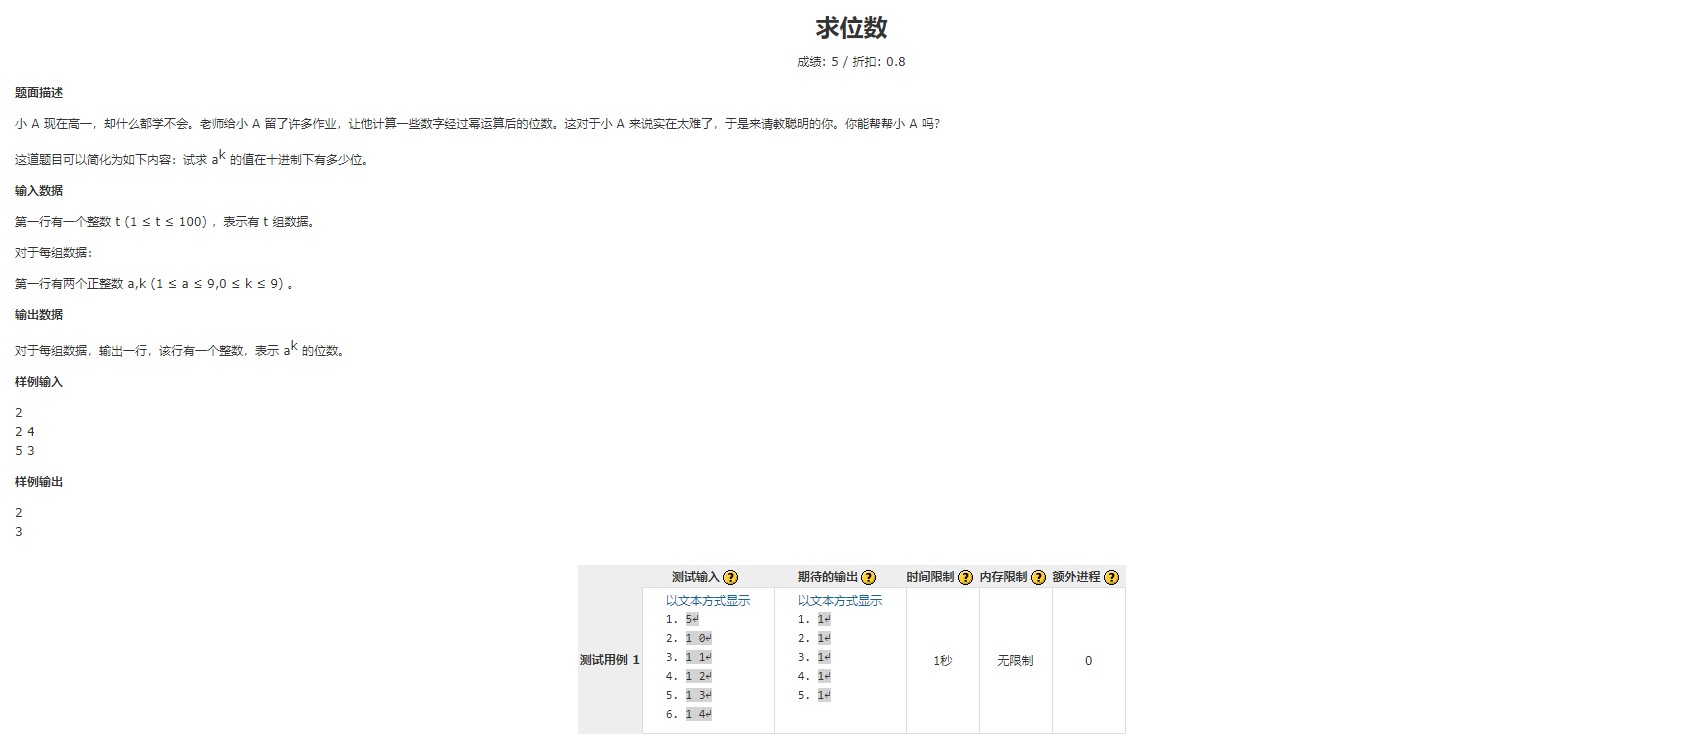 求位数
成绩: 5 / 折扣: 0.8
题面描述
小 A 现在高一，却什么都学不会。老师给小 A 留了许多作业，让他计算一些数字经过幂运算后的位数。这对于小 A 来说实在太难了，于是来请教聪明的你。你能帮帮小 A 吗？
这道题目可以简化为如下内容：试求 a^k 的值在十进制下有多少位。
输入数据
第一行有一个整数 t (1 ≤ t ≤ 100) ，表示有 t 组数据。
对于每组数据：
第一行有两个正整数 a,k (1 ≤ a ≤ 9,0 ≤ k ≤ 9) 。
输出数据
对于每组数据，输出一行，该行有一个整数，表示 a^k 的位数。
样例输入
2
2 4
5 3
样例输出
2
3
测试输入 ? 期待的输出 ? 时间限制 ? 内存限制 ? 额外进程 ?
测试用例 1
以文本方式显示
1. 5↵
2. 1 0↵
3. 1 1↵
4. 1 2↵
5. 1 3↵
6. 1 4↵
以文本方式显示
1. 1↵
2. 1↵
3. 1↵
4. 1↵
5. 1↵
1秒
无限制
0